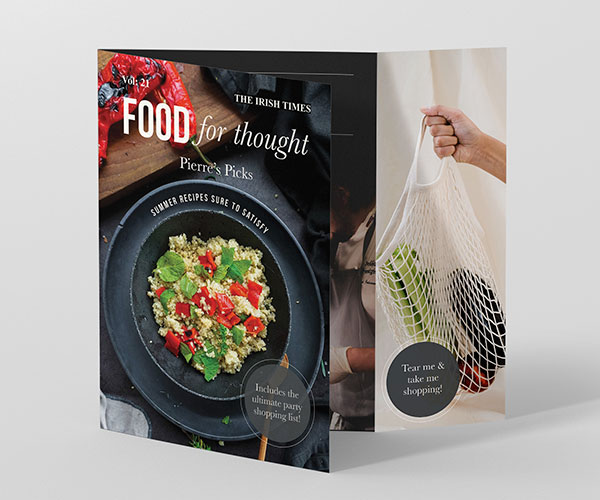 Vol: 21
THE IRISH TIMES
FOOD for thought
Pierre's Picks
SUMMER RECIPES SURE TO SATISFY
Includes the
ultimate party
shopping list!
Tear me &
take me
shopping!